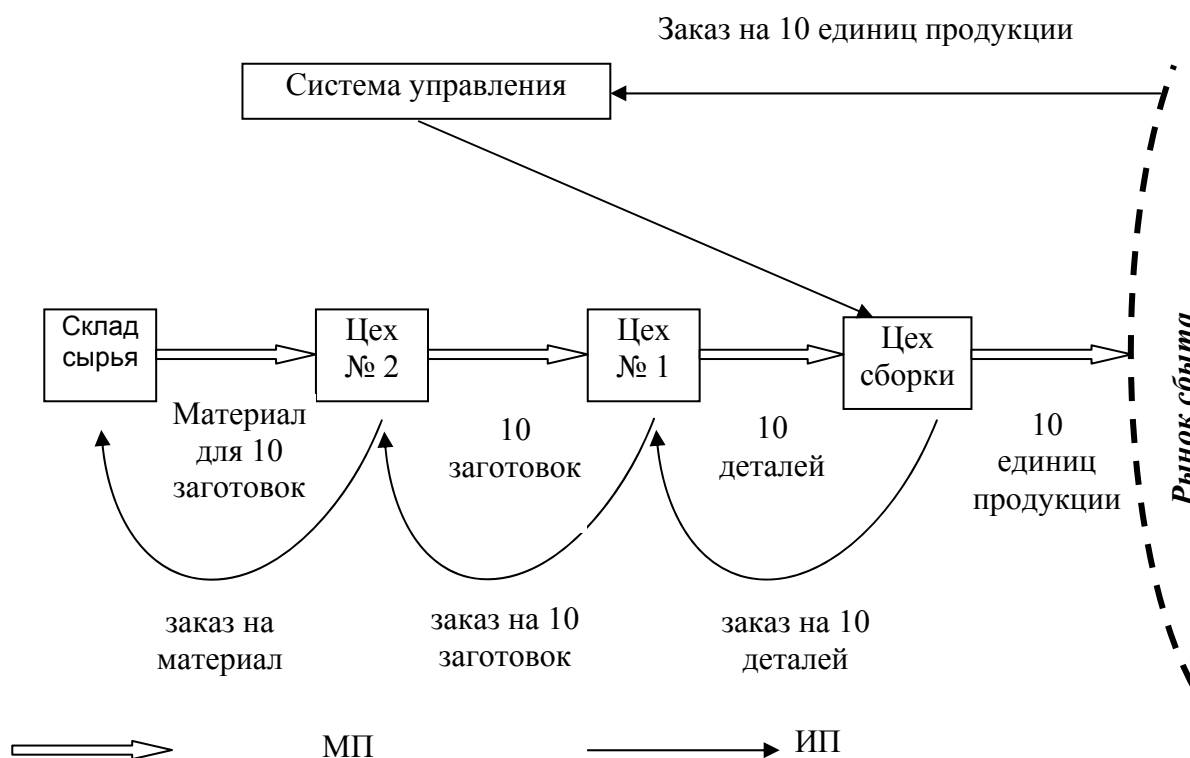 Заказ на 10 единиц продукции
Система управления
Склад
сырья
Цех
№ 2
Цех
№ 1
Цех
сборки
Рынок сбыта
Материал
для 10
заготовок
10
заготовок
10
деталей
10
единиц
продукции
заказ на
материал
заказ на 10
заготовок
заказ на 10
деталей
МП
ИП